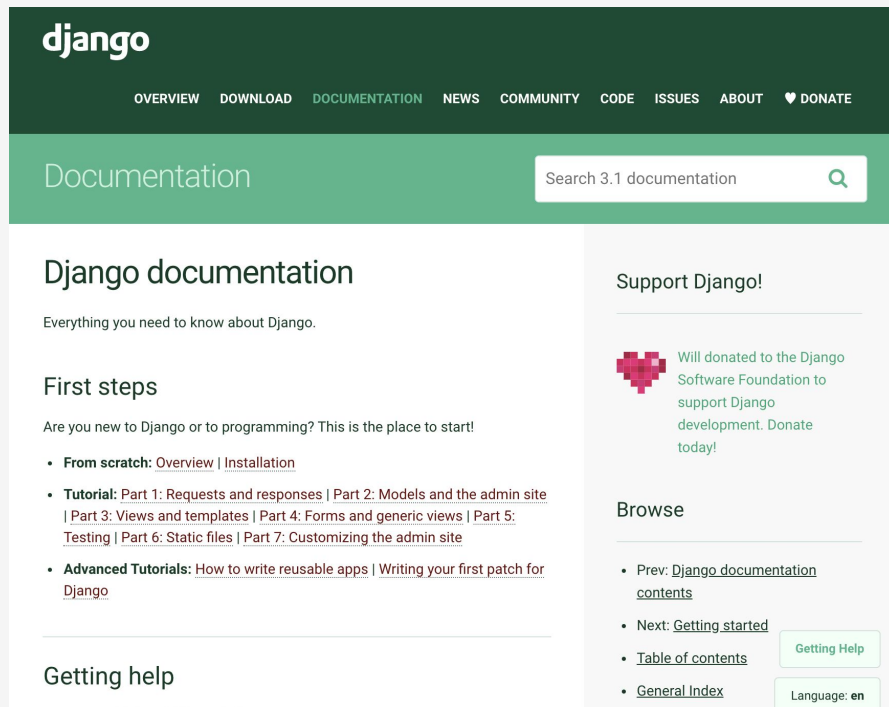 django
OVERVIEW DOWNLOAD DOCUMENTATION NEWS COMMUNITY CODE ISSUES ABOUT ♥ DONATE
Documentation
Search 3.1 documentation
Django documentation
Everything you need to know about Django.
First steps
Are you new to Django or to programming? This is the place to start!
• From scratch: Overview | Installation
• Tutorial: Part 1: Requests and responses | Part 2: Models and the admin site
| Part 3: Views and templates | Part 4: Forms and generic views | Part 5:
Testing | Part 6: Static files | Part 7: Customizing the admin site
• Advanced Tutorials: How to write reusable apps | Writing your first patch for
Django
Getting help
Support Django!
Will donated to the Django
Software Foundation to
support Django
development. Donate
today!
Browse
• Prev: Django documentation
contents
• Next: Getting started
• Table of contents
• General Index
Getting Help
Language: en